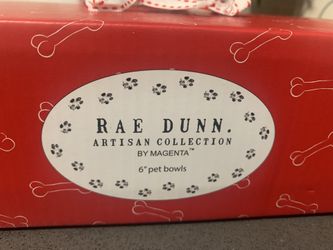 RAE DUNN.
ARTISAN COLLECTION
BY MAGENTA™
6" pet bowls